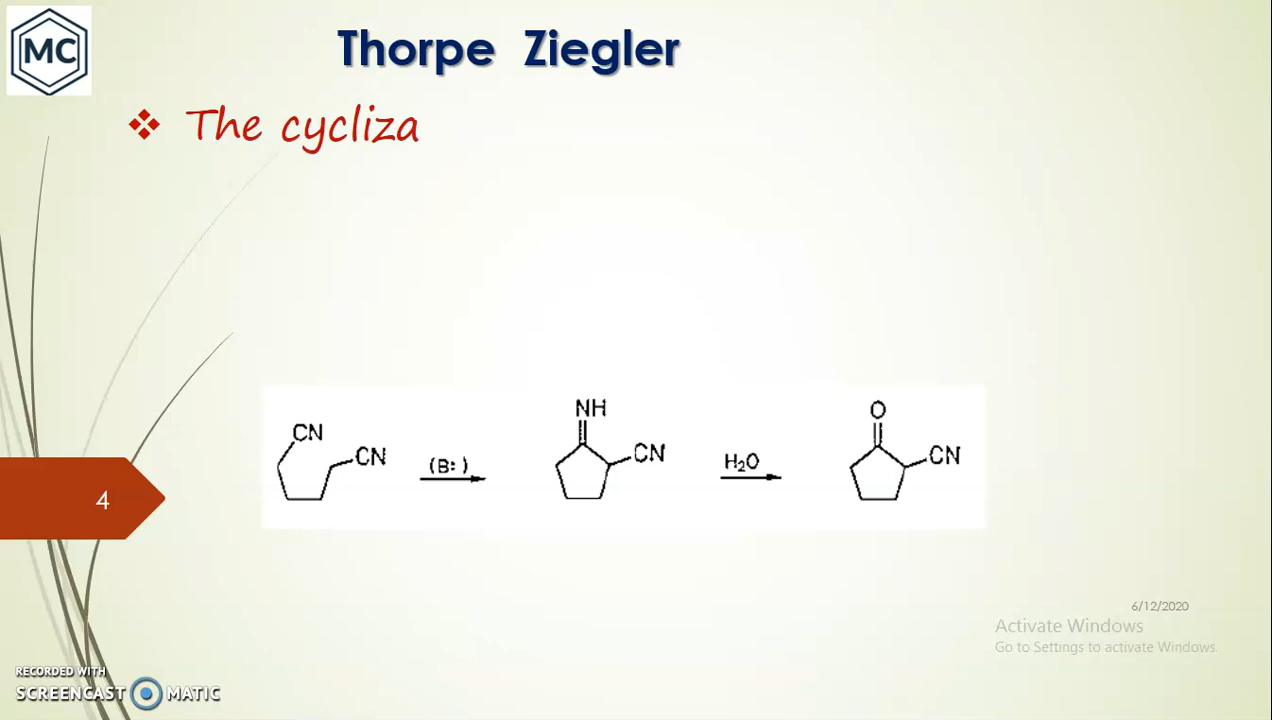 MC
Thorpe Ziegler
❖ The cycliza
NH
O
CN
CN
CN
CN
(B:)
H₂O
4
6/12/2020
Activate Windows
Go to Settings to activate Windows.
RECORDED WITH
SCREENCAST MATIC